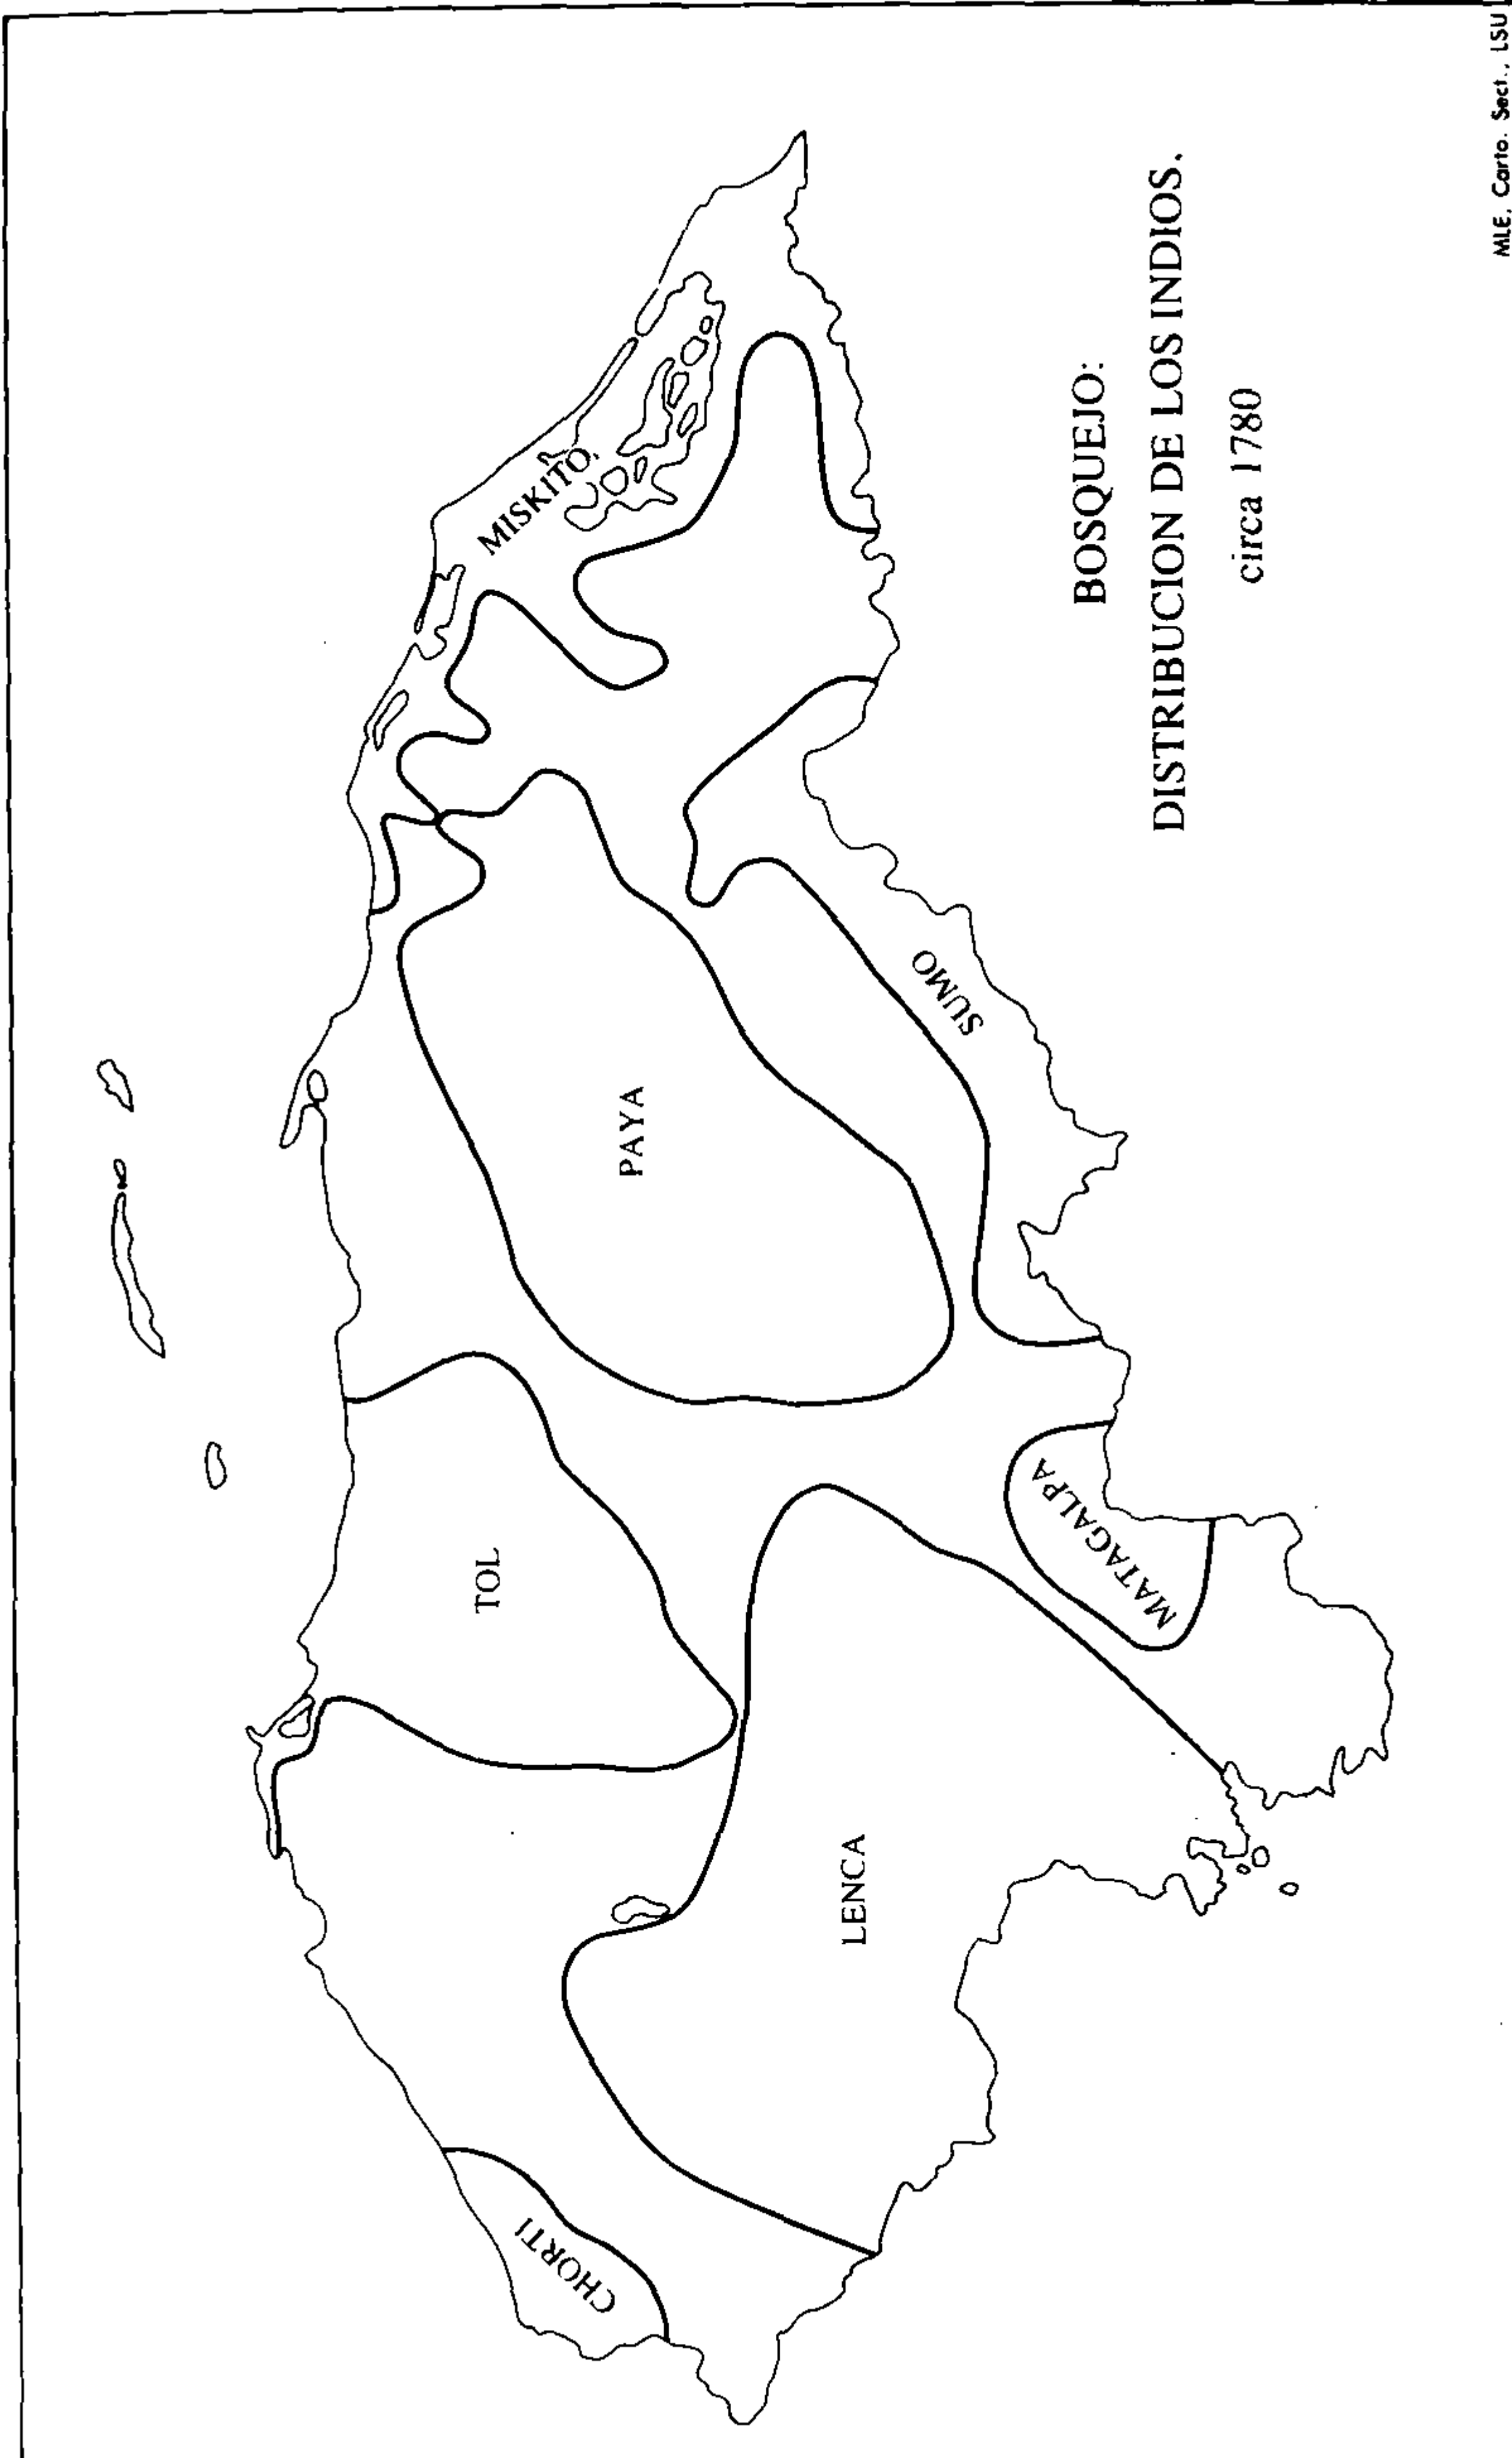 MISKITO.
PAYA
SUMO
TOL
MATAGALPA
LENCA
CHORTI
BOSQUEJO:
DISTRIBUCION DE LOS INDIOS.
circa 1780
MLE, Carto. Sect., LSU